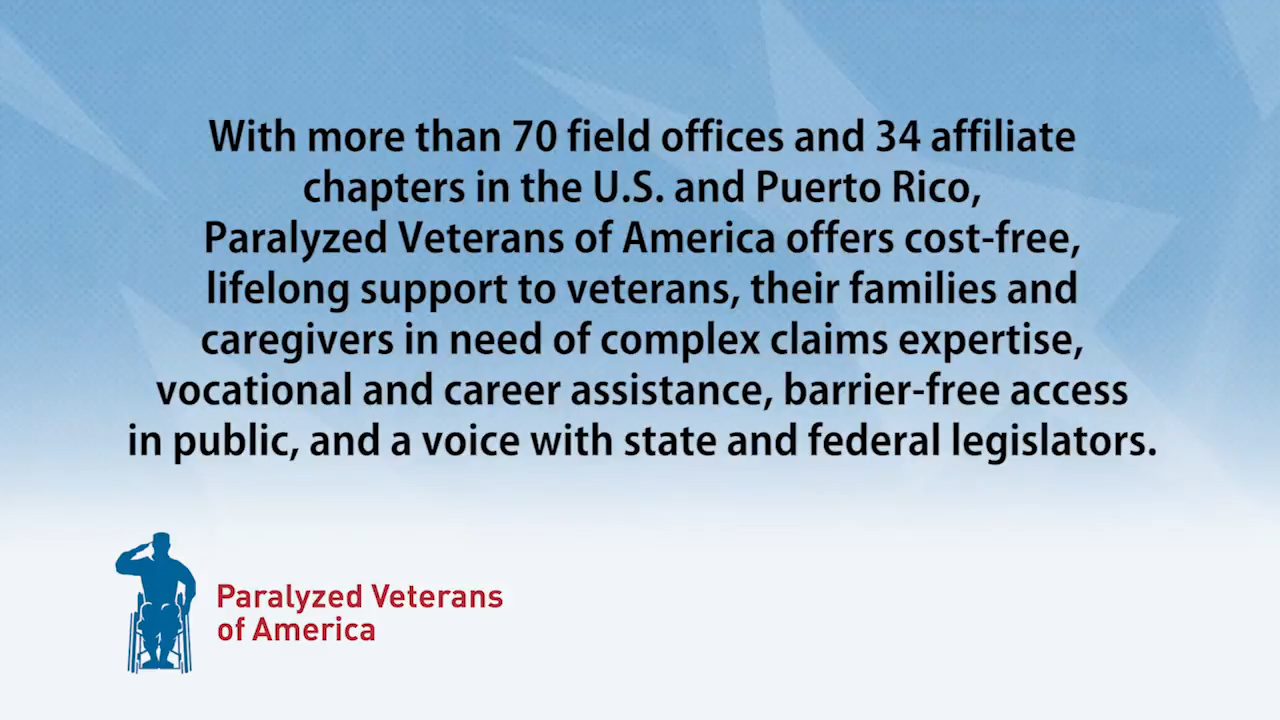 With more than 70 field offices and 34 affiliate
chapters in the U.S. and Puerto Rico,
Paralyzed Veterans of America offers cost-free,
lifelong support to veterans, their families and
caregivers in need of complex claims expertise,
vocational and career assistance, barrier-free access
in public, and a voice with state and federal legislators.
Paralyzed Veterans
of America